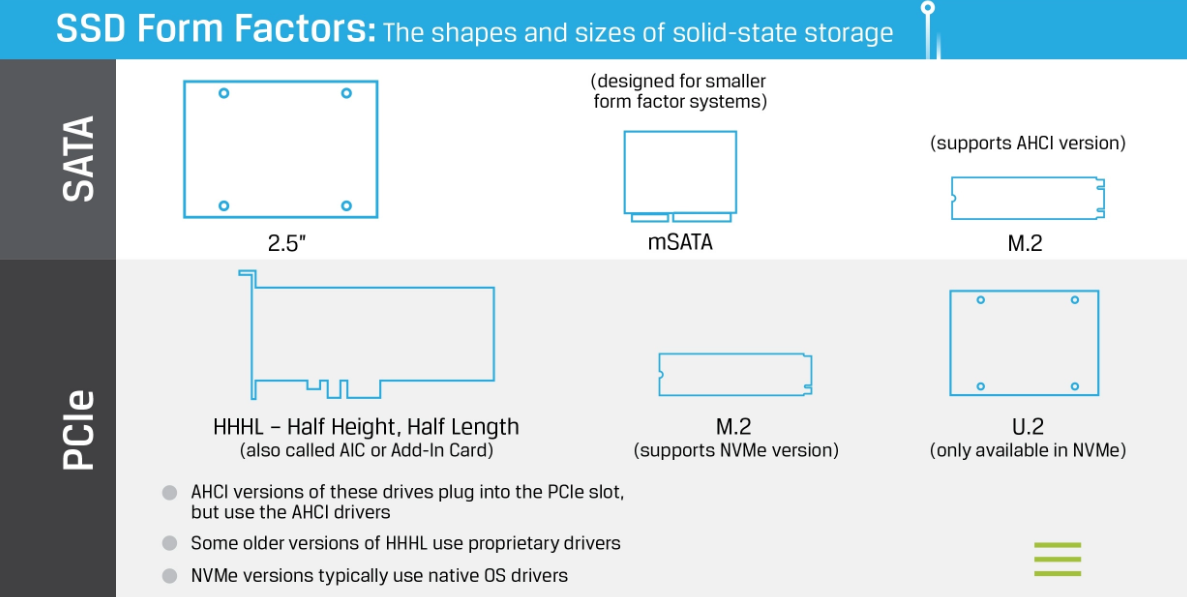 SSD Form Factors: The shapes and sizes of solid-state storage
SATA
2.5″
(designed for smaller
form factor systems)
mSATA
(supports AHCI version)
M.2
PCIe
HHHL – Half Height, Half Length
(also called AIC or Add-In Card)
M.2
(supports NVMe version)
U.2
(only available in NVMe)
AHCI versions of these drives plug into the PCIe slot,
but use the AHCI drivers
Some older versions of HHHL use proprietary drivers
NVMe versions typically use native OS drivers